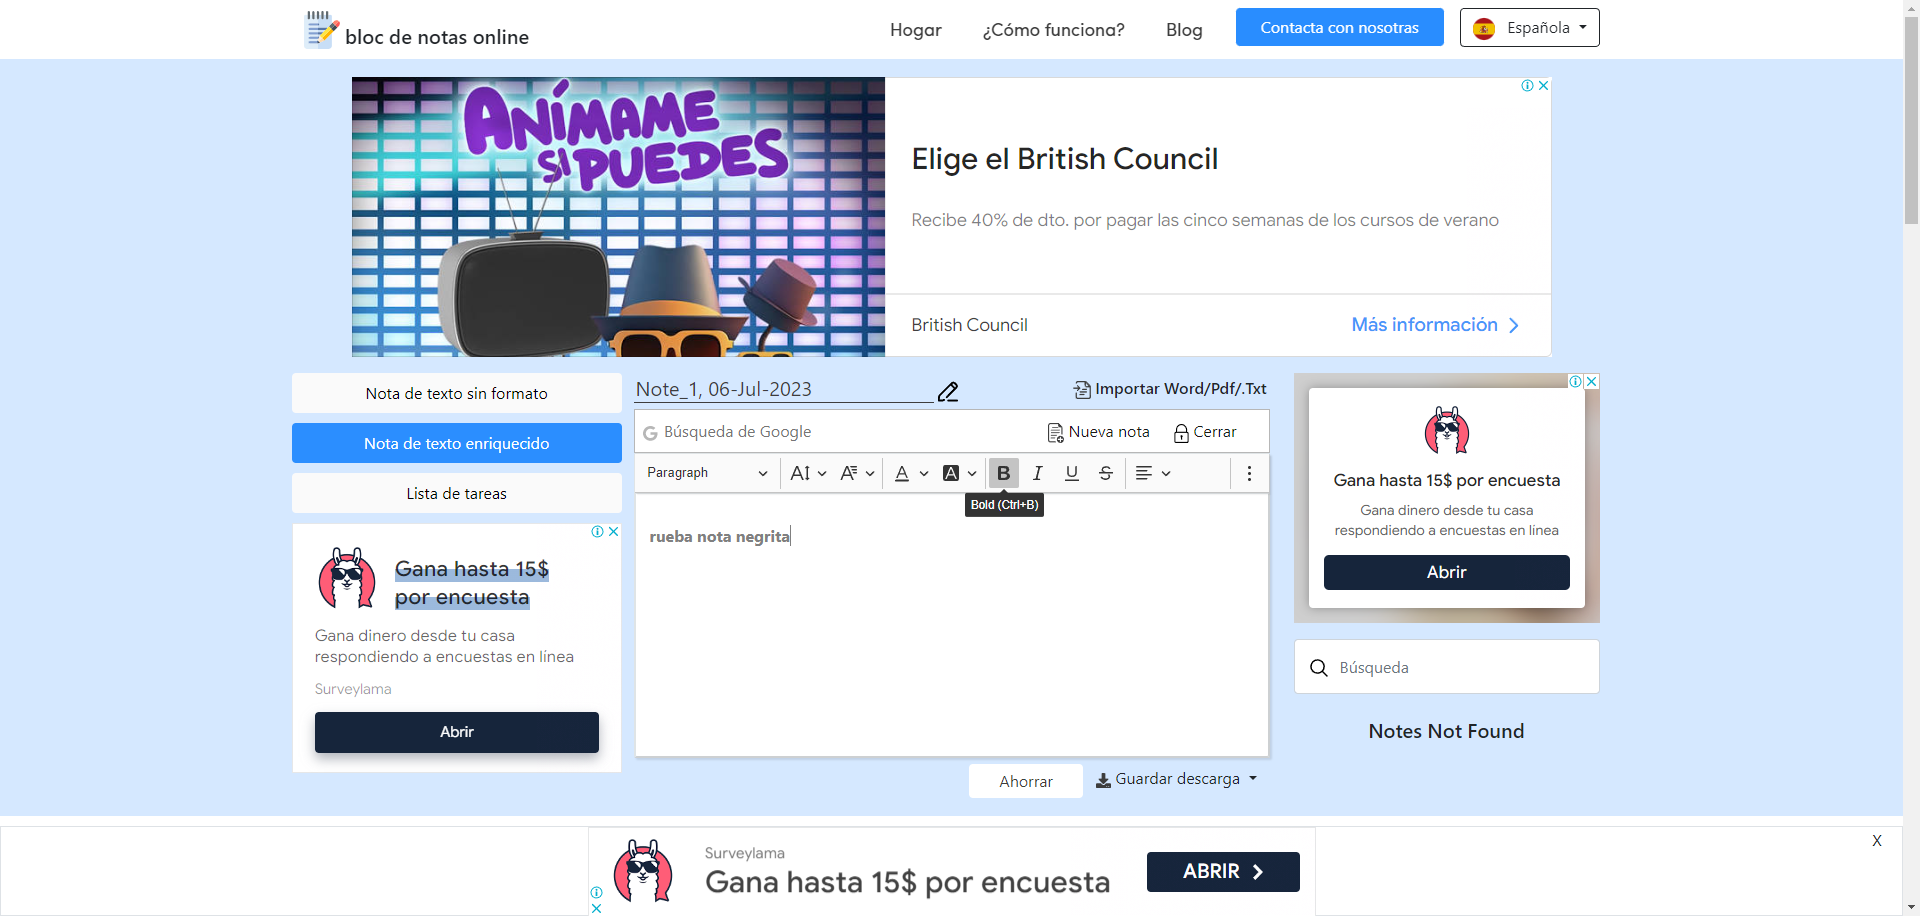 bloc de notas online
Hogar
¿Cómo funciona?
Blog
Contacta con nosotras
Española
ANÍMAME
SI PUEDES
Elige el British Council
Recibe 40% de dto. por pagar las cinco semanas de los cursos de verano
British Council
Más información
Nota de texto sin formato
Nota de texto enriquecido
Lista de tareas
Gana hasta 15$
por encuesta
Gana dinero desde tu casa
respondiendo a encuestas en línea
Surveylama
Abrir
Note_1, 06-Jul-2023
Importar Word/Pdf/.Txt
Búsqueda de Google
Nueva nota
Cerrar
Paragraph
Bold (Ctrl+B)
rueba nota negrita
Ahorrar
Guardar descarga
Gana hasta 15$ por encuesta
Gana dinero desde tu casa
respondiendo a encuestas en línea
Abrir
Búsqueda
Notes Not Found
X
Surveylama
Gana hasta 15$ por encuesta
ABRIR